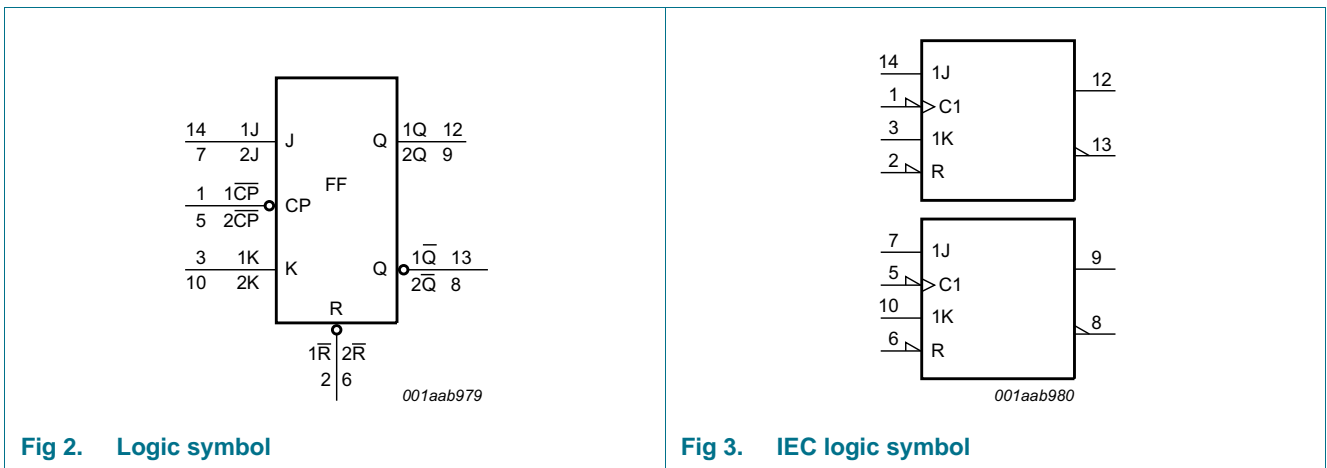 14 1J J Q 1Q 12
7 2J 2Q 9
FF
1 1C̅P̅ CP
5 2C̅P̅
3 1K K Q 1Q̅ 13
10 2K 2Q̅ 8
R
1R̅ 2R̅
2 6
001aab979
Fig 2. Logic symbol
14 1J 12
1 C1
3 1K 13
2 R
7 1J 9
5 C1
10 1K 8
6 R
001aab980
Fig 3. IEC logic symbol